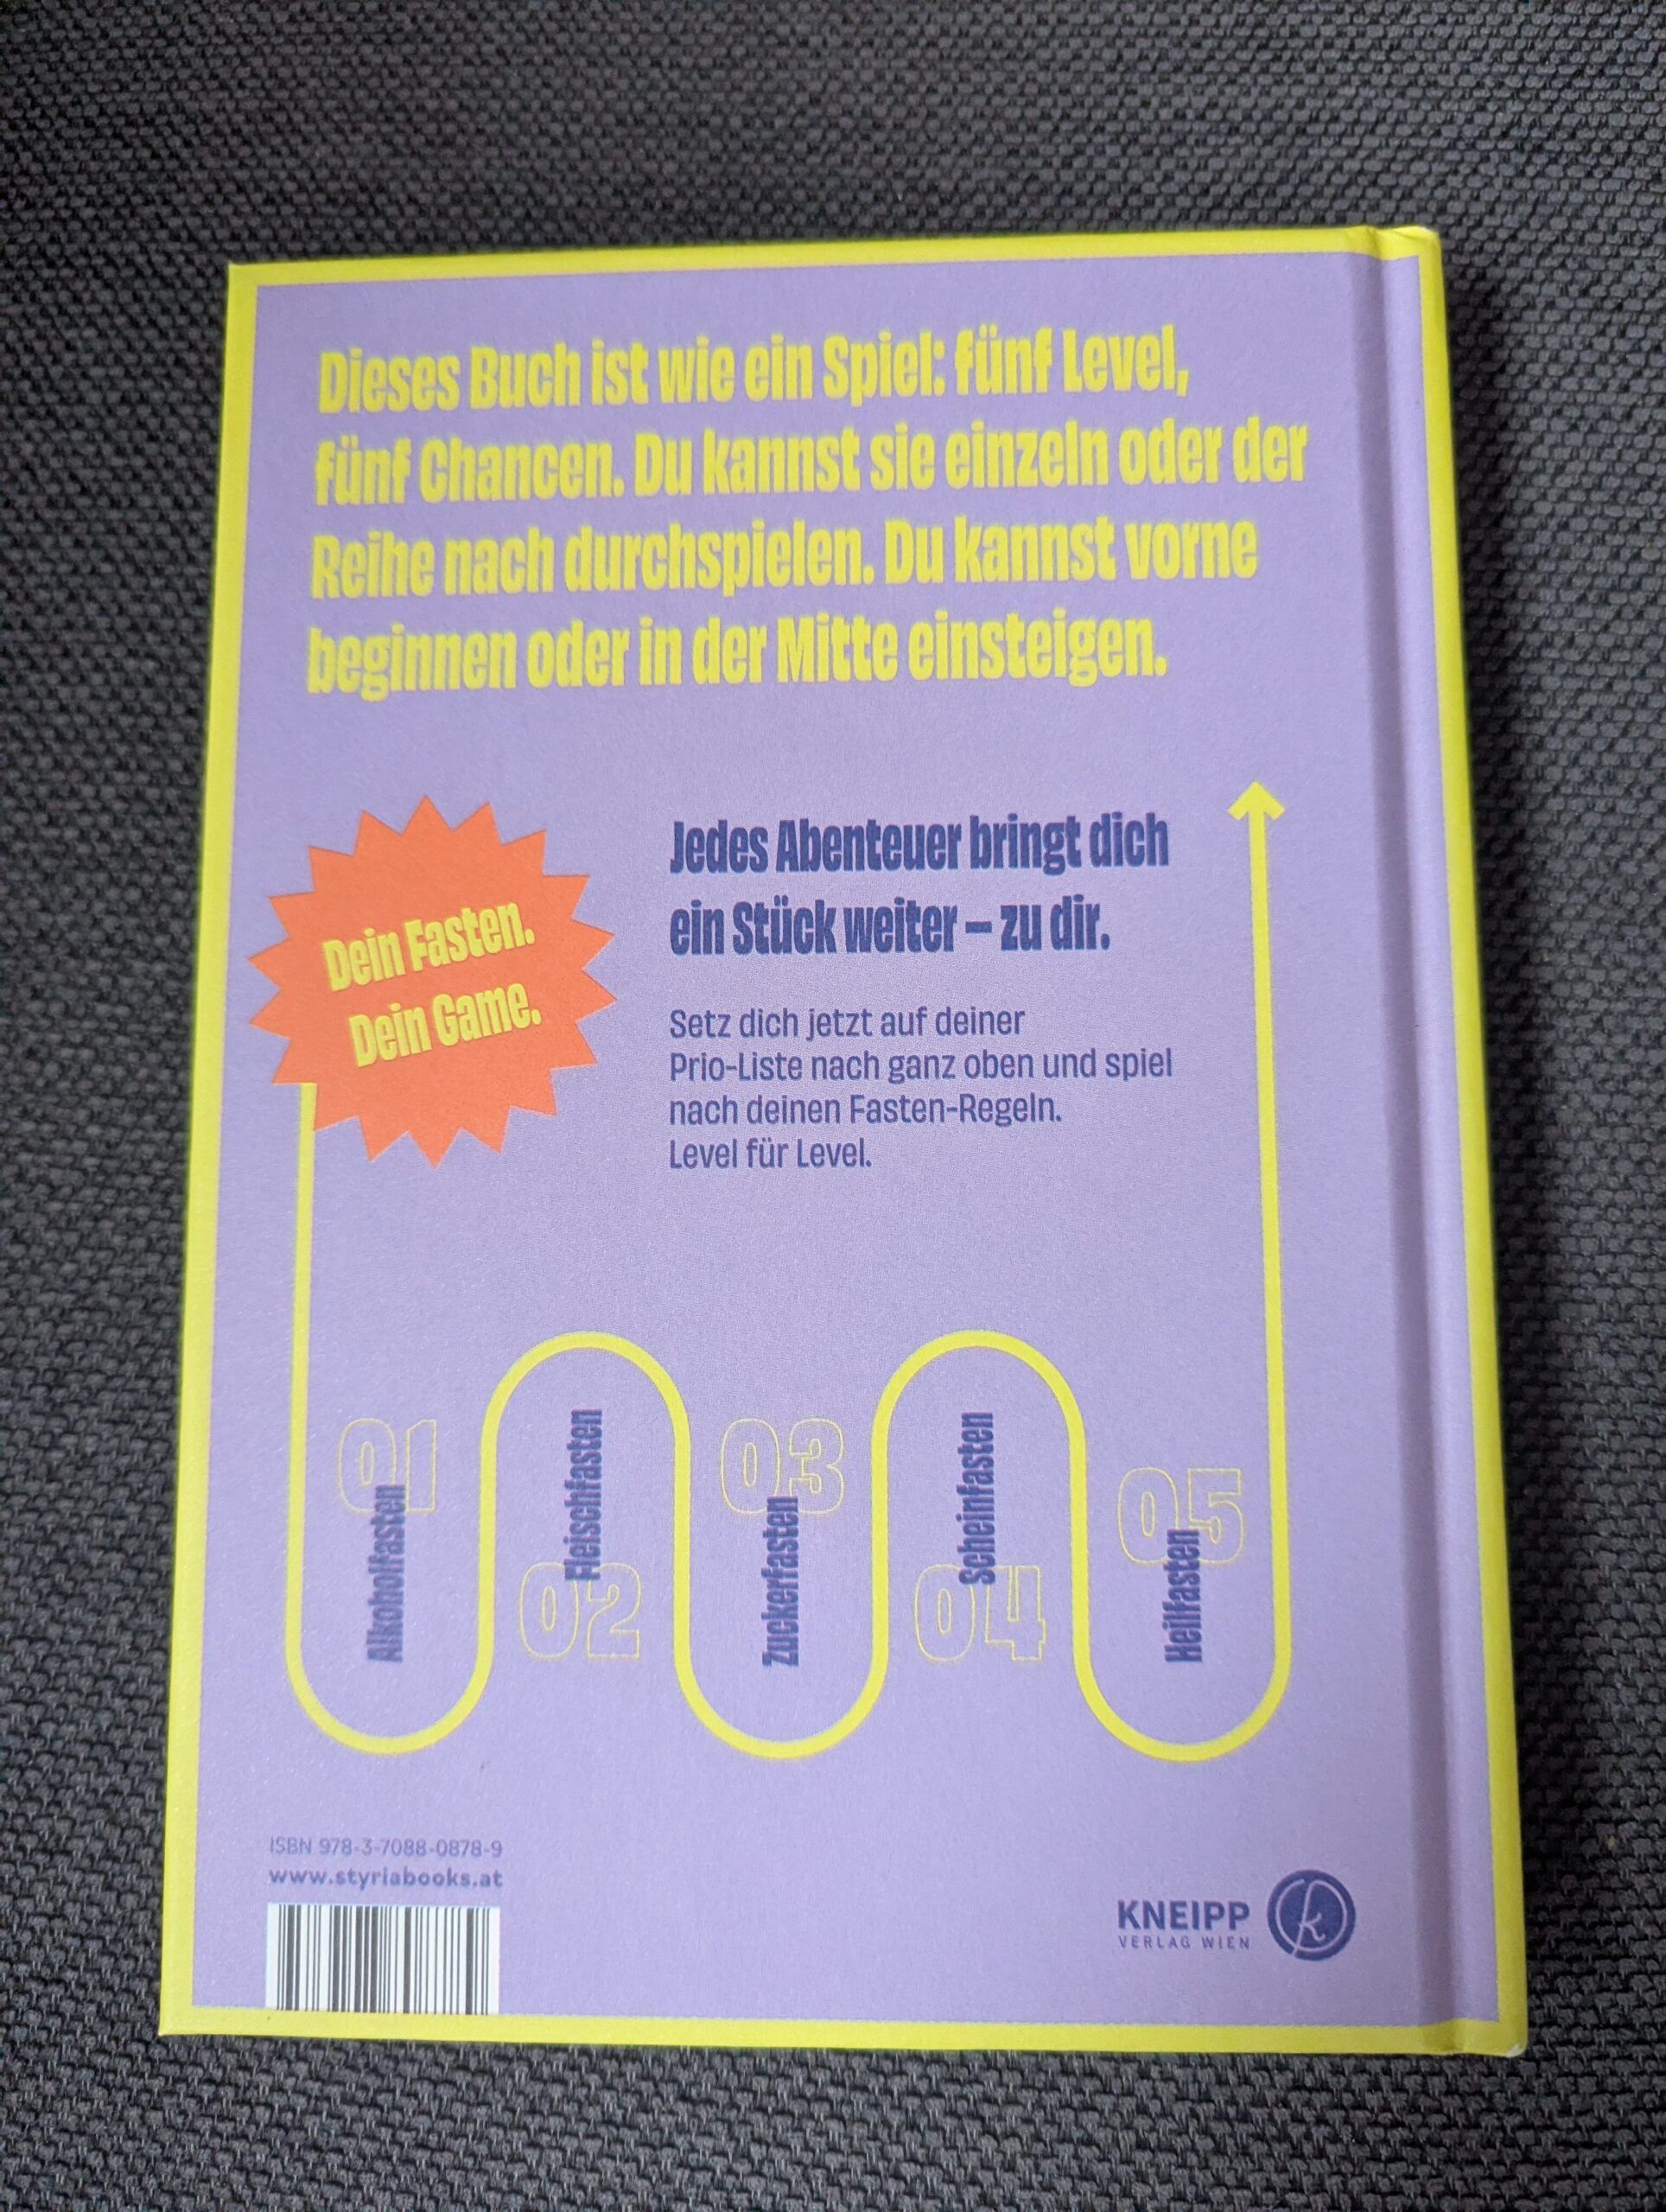 Dieses Buch ist wie ein Spiel: fünf Level,
fünf Chancen. Du kannst sie einzeln oder der
Reihe nach durchspielen. Du kannst vorne
beginnen oder in der Mitte einsteigen.
Dein Fasten.
Dein Game.
Jedes Abenteuer bringt dich
ein Stück weiter – zu dir.
Setz dich jetzt auf deiner
Prio-Liste nach ganz oben und spiel
nach deinen Fasten-Regeln.
Level für Level.
01
Alkoholfasten
02
Fleischfasten
03
Zuckerfasten
04
Scheinfasten
05
Heilfasten
ISBN 978-3-7088-0878-9
www.styriabooks.at
KNEIPP
VERLAG WIEN
k